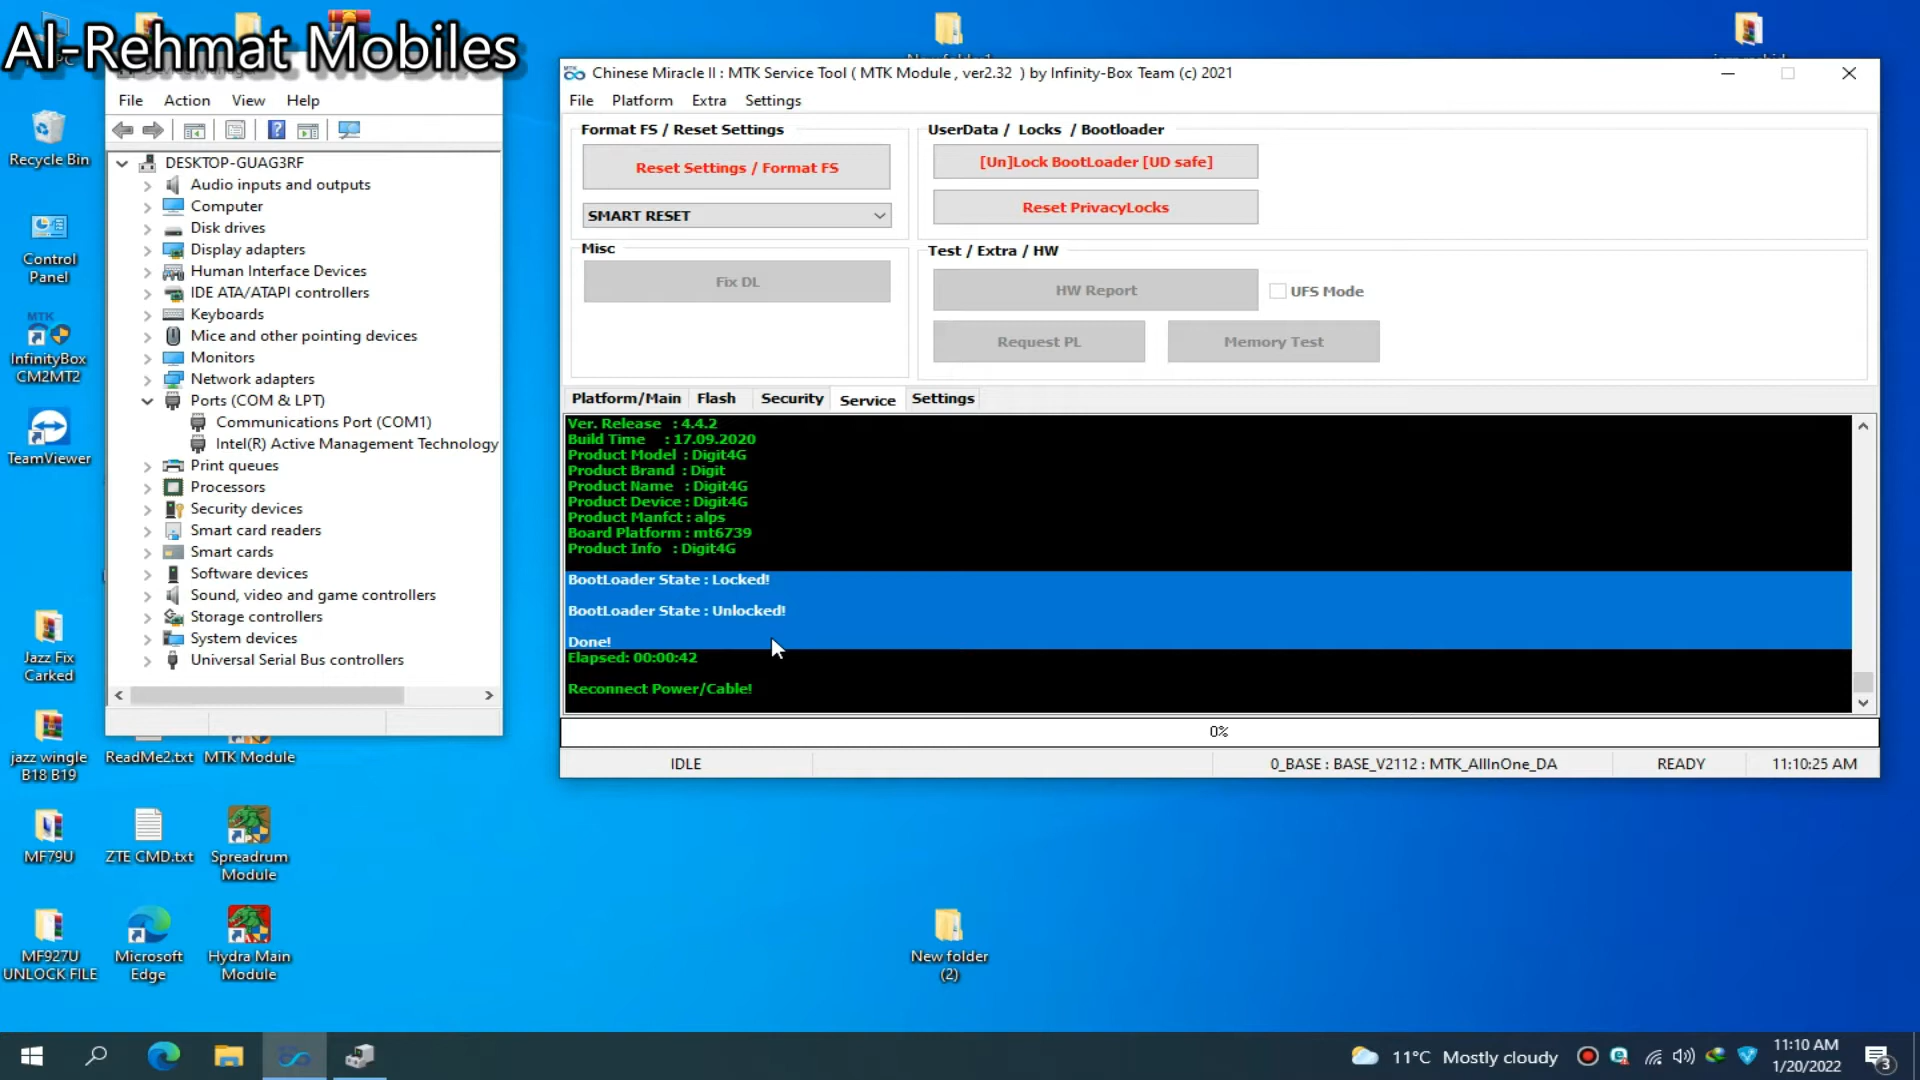 Al-Rehmat Mobiles
Recycle Bin
Control
Panel
MTK
InfinityBox
CM2MT2
TeamViewer
Jazz Fix
Carked
jazz wingle
B18 B19
ReadMe2.txt
MTK Module
MF79U
ZTE CMD.txt
Spreadrum
Module
MF927U
UNLOCK FILE
Microsoft
Edge
Hydra Main
Module
New folder
(2)
File Action View Help
DESKTOP-GUAG3RF
Audio inputs and outputs
Computer
Disk drives
Display adapters
Human Interface Devices
IDE ATA/ATAPI controllers
Keyboards
Mice and other pointing devices
Monitors
Network adapters
Ports (COM & LPT)
Communications Port (COM1)
Intel(R) Active Management Technology
Print queues
Processors
Security devices
Smart card readers
Smart cards
Software devices
Sound, video and game controllers
Storage controllers
System devices
Universal Serial Bus controllers
Chinese Miracle II : MTK Service Tool ( MTK Module , ver2.32 ) by Infinity-Box Team (c) 2021
File Platform Extra Settings
Format FS / Reset Settings
Reset Settings / Format FS
SMART RESET
Misc
Fix DL
UserData / Locks / Bootloader
[Un]Lock BootLoader [UD safe]
Reset PrivacyLocks
Test / Extra / HW
HW Report
UFS Mode
Request PL
Memory Test
Platform/Main Flash Security Service Settings
Ver. Release : 4.4.2
Build Time : 17.09.2020
Product Model : Digit4G
Product Brand : Digit
Product Name : Digit4G
Product Device : Digit4G
Product Manfct : alps
Board Platform : mt6739
Product Info : Digit4G
BootLoader State : Locked!
BootLoader State : Unlocked!
Done!
Elapsed: 00:00:42
Reconnect Power/Cable!
0%
IDLE
0_BASE : BASE_V2112 : MTK_AllInOne_DA
READY
11:10:25 AM
11°C Mostly cloudy
11:10 AM
1/20/2022
3